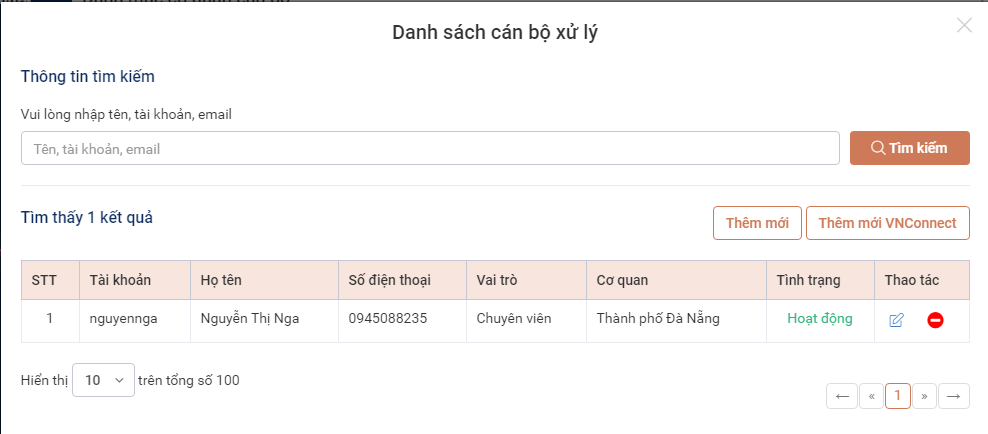 Danh sách cán bộ xử lý
Thông tin tìm kiếm
Vui lòng nhập tên, tài khoản, email
Tên, tài khoản, email
Tìm kiếm
Tìm thấy 1 kết quả
Thêm mới
Thêm mới VNConnect
STT Tài khoản Họ tên Số điện thoại Vai trò Cơ quan Tình trạng Thao tác
1 nguyennga Nguyễn Thị Nga 0945088235 Chuyên viên Thành phố Đà Nẵng Hoạt động
Hiển thị 10 trên tổng số 100
← « 1 » →